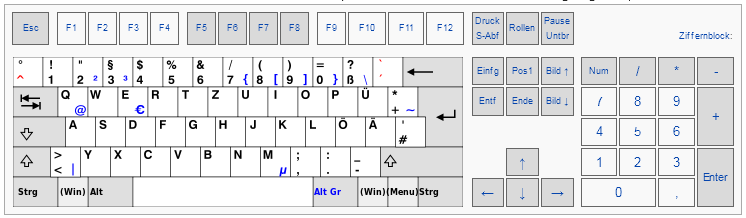 Esc F1 F2 F3 F4 F5 F6 F7 F8 F9 F10 F11 F12 Druck S-Abf Rollen Pause Untbr Ziffernblock:
° ! " § $ % & / ( ) = ? `
^ 1 2 ² 3 ³ 4 5 6 7 { 8 [ 9 ] 0 } ß \ ´ ← Einfg Pos1 Bild ↑ Num / * -
Q W E R T Z U I O P Ü *
@ € + ~ Entf Ende Bild ↓ 7 8 9 +
A S D F G H J K L Ö Ä '
# 4 5 6
> Y X C V B N M ; : _
< | µ , . - ↑ 1 2 3 Enter
Strg (Win) Alt Alt Gr (Win) (Menu) Strg ← ↓ → 0 ,